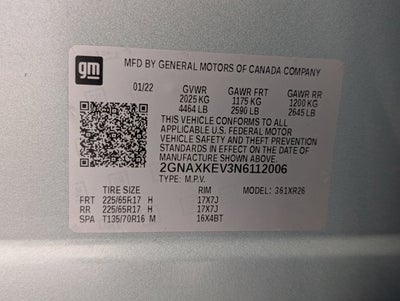 gm
MFD BY GENERAL MOTORS OF CANADA COMPANY
01/22 GVWR GAWR FRT GAWR RR
2025 KG 1175 KG 1200 KG
4464 LB 2590 LB 2645 LB
THIS VEHICLE CONFORMS TO ALL
APPLICABLE U.S. FEDERAL MOTOR
VEHICLE SAFETY AND THEFT PREVENTION
STANDARDS IN EFFECT ON THE DATE OF
MANUFACTURE SHOWN ABOVE.
2GNAXKEV3N6112006
TYPE: M.P.V. MODEL: 361XR26
TIRE SIZE RIM
FRT 225/65R17 H 17X7J
RR 225/65R17 H 17X7J
SPA T135/70R16 M 16X4BT